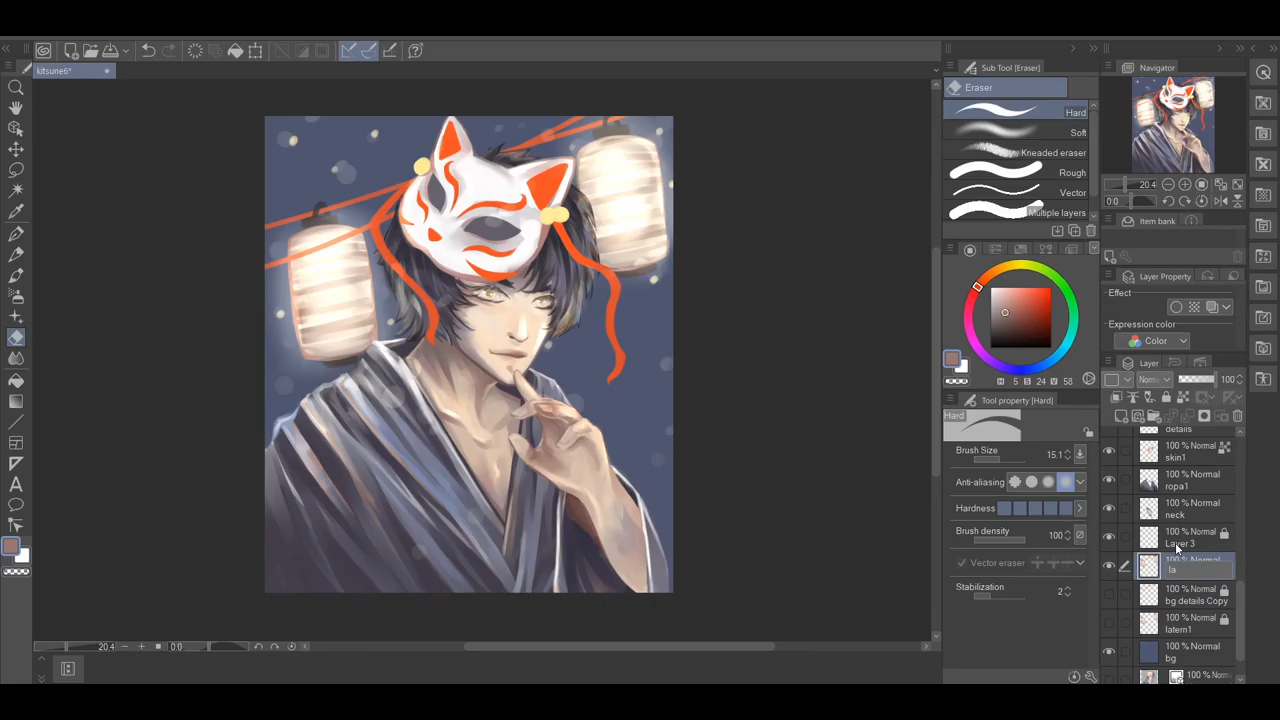 kitsune6*
Sub Tool [Eraser]
Eraser
Hard
Soft
Kneaded eraser
Rough
Vector
Multiple layers
H 5 S 24 V 58
Tool property [Hard]
Hard
Brush Size
15.1
Anti-aliasing
Hardness
Brush density
100
Vector eraser
Stabilization
2
Navigator
20.4
0.0
Item bank
Layer Property
Effect
Expression color
Color
Layer
100
details
100 % Normal
skin1
100 % Normal
ropa1
100 % Normal
neck
100 % Normal
Layer 3
100 % Normal
la
100 % Normal
bg details Copy
100 % Normal
latern1
100 % Normal
bg
20.4
0.0